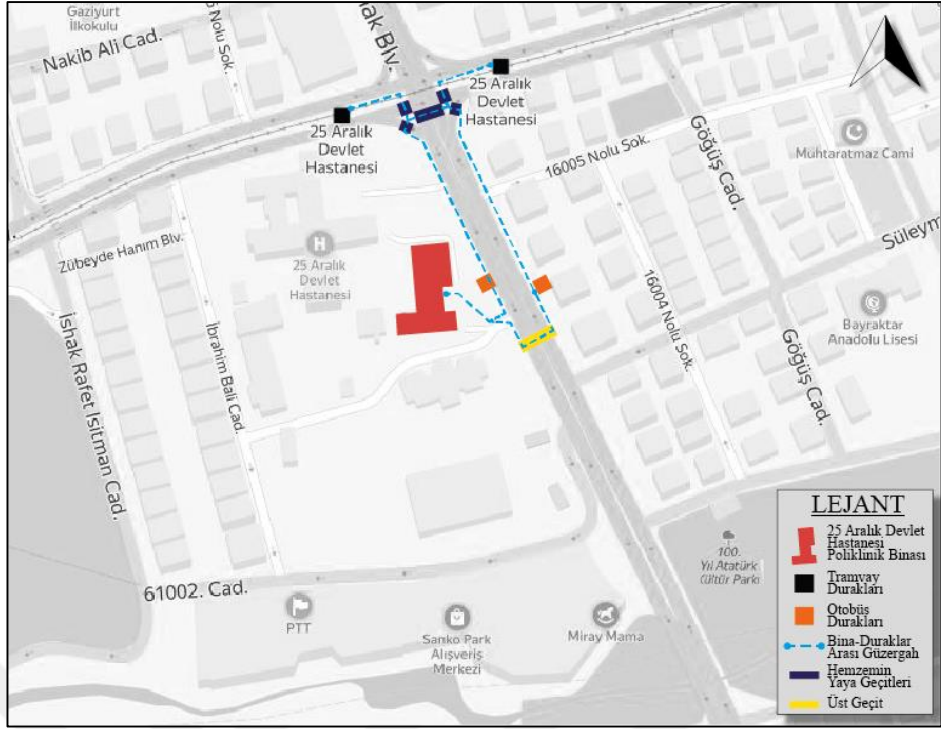 Gaziyurt
İlkokulu
Nakib Ali Cad.
Nolu Sok.
hak Blv.
25 Aralık
Devlet
Hastanesi
25 Aralık
Devlet
Hastanesi
16005 Nolu Sok.
Göğüş Cad.
Muhtaratmaz Cami
Süleym
Zübeyde Hanım Blv.
25 Aralık
Devlet
Hastanesi
16004 Nolu Sok.
Bayraktar
Anadolu Lisesi
Göğüş Cad.
İshak Rafet Işıtman Cad.
İbrahim Bali Cad.
61002. Cad.
PTT
Sanko Park
Alışveriş
Merkezi
Miray Mama
100.
Yıl Atatürk
Kültür Parkı
LEJANT
25 Aralık Devlet
Hastanesi
Poliklinik Binası
Tramvay
Durakları
Otobüs
Durakları
Bina-Duraklar
Arası Güzergah
Hemzemin
Yaya Geçitleri
Üst Geçit